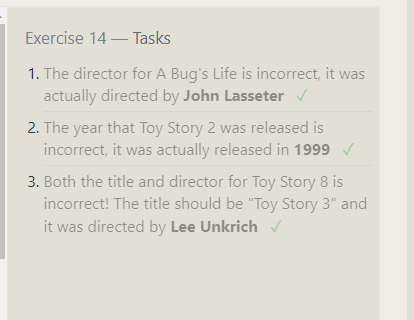 Exercise 14 — Tasks
1. The director for A Bug's Life is incorrect, it was
actually directed by John Lasseter ✓
2. The year that Toy Story 2 was released is
incorrect, it was actually released in 1999 ✓
3. Both the title and director for Toy Story 8 is
incorrect! The title should be "Toy Story 3" and
it was directed by Lee Unkrich ✓